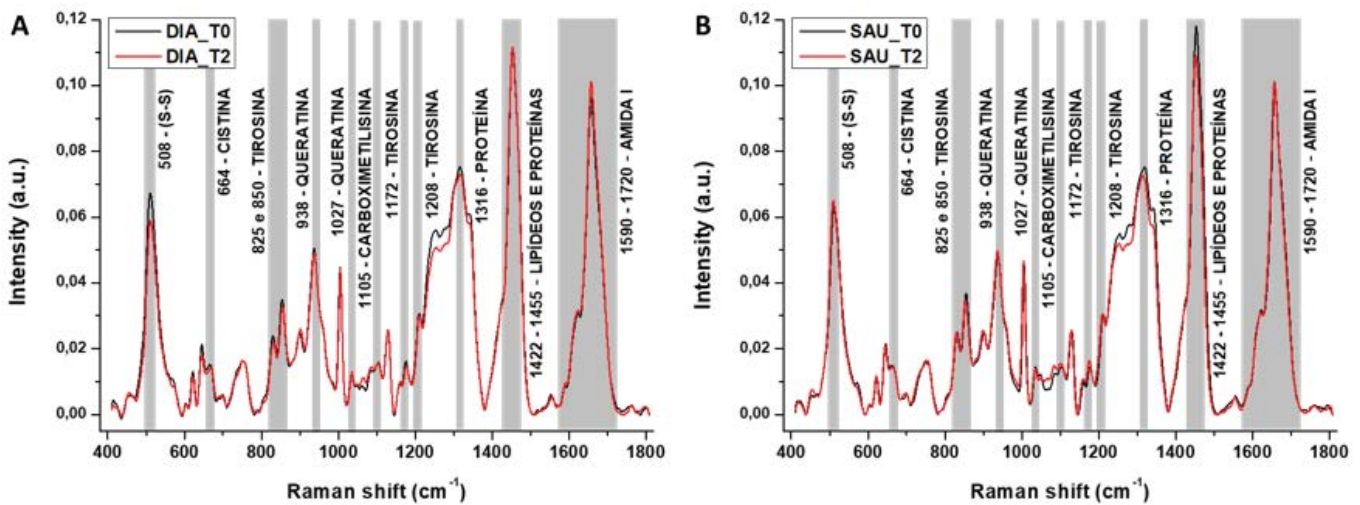 A
DIA_T0
DIA_T2
Intensity (a.u.)
0,12
0,10
0,08
0,06
0,04
0,02
0,00
508 - (S-S)
664 - CISTINA
825 e 850 - TIROSINA
938 - QUERATINA
1027 - QUERATINA
1105 - CARBOXIMETILISINA
1172 - TIROSINA
1208 - TIROSINA
1316 - PROTEÍNA
1422 - 1455 - LIPÍDEOS E PROTEÍNAS
1590 - 1720 - AMIDA I
400 600 800 1000 1200 1400 1600 1800
Raman shift (cm⁻¹)
B
SAU_T0
SAU_T2
Intensity (a.u.)
0,12
0,10
0,08
0,06
0,04
0,02
0,00
508 - (S-S)
664 - CISTINA
825 e 850 - TIROSINA
938 - QUERATINA
1027 - QUERATINA
1105 - CARBOXIMETILISINA
1172 - TIROSINA
1208 - TIROSINA
1316 - PROTEÍNA
1422 - 1455 - LIPÍDEOS E PROTEÍNAS
1590 - 1720 - AMIDA I
400 600 800 1000 1200 1400 1600 1800
Raman shift (cm⁻¹)